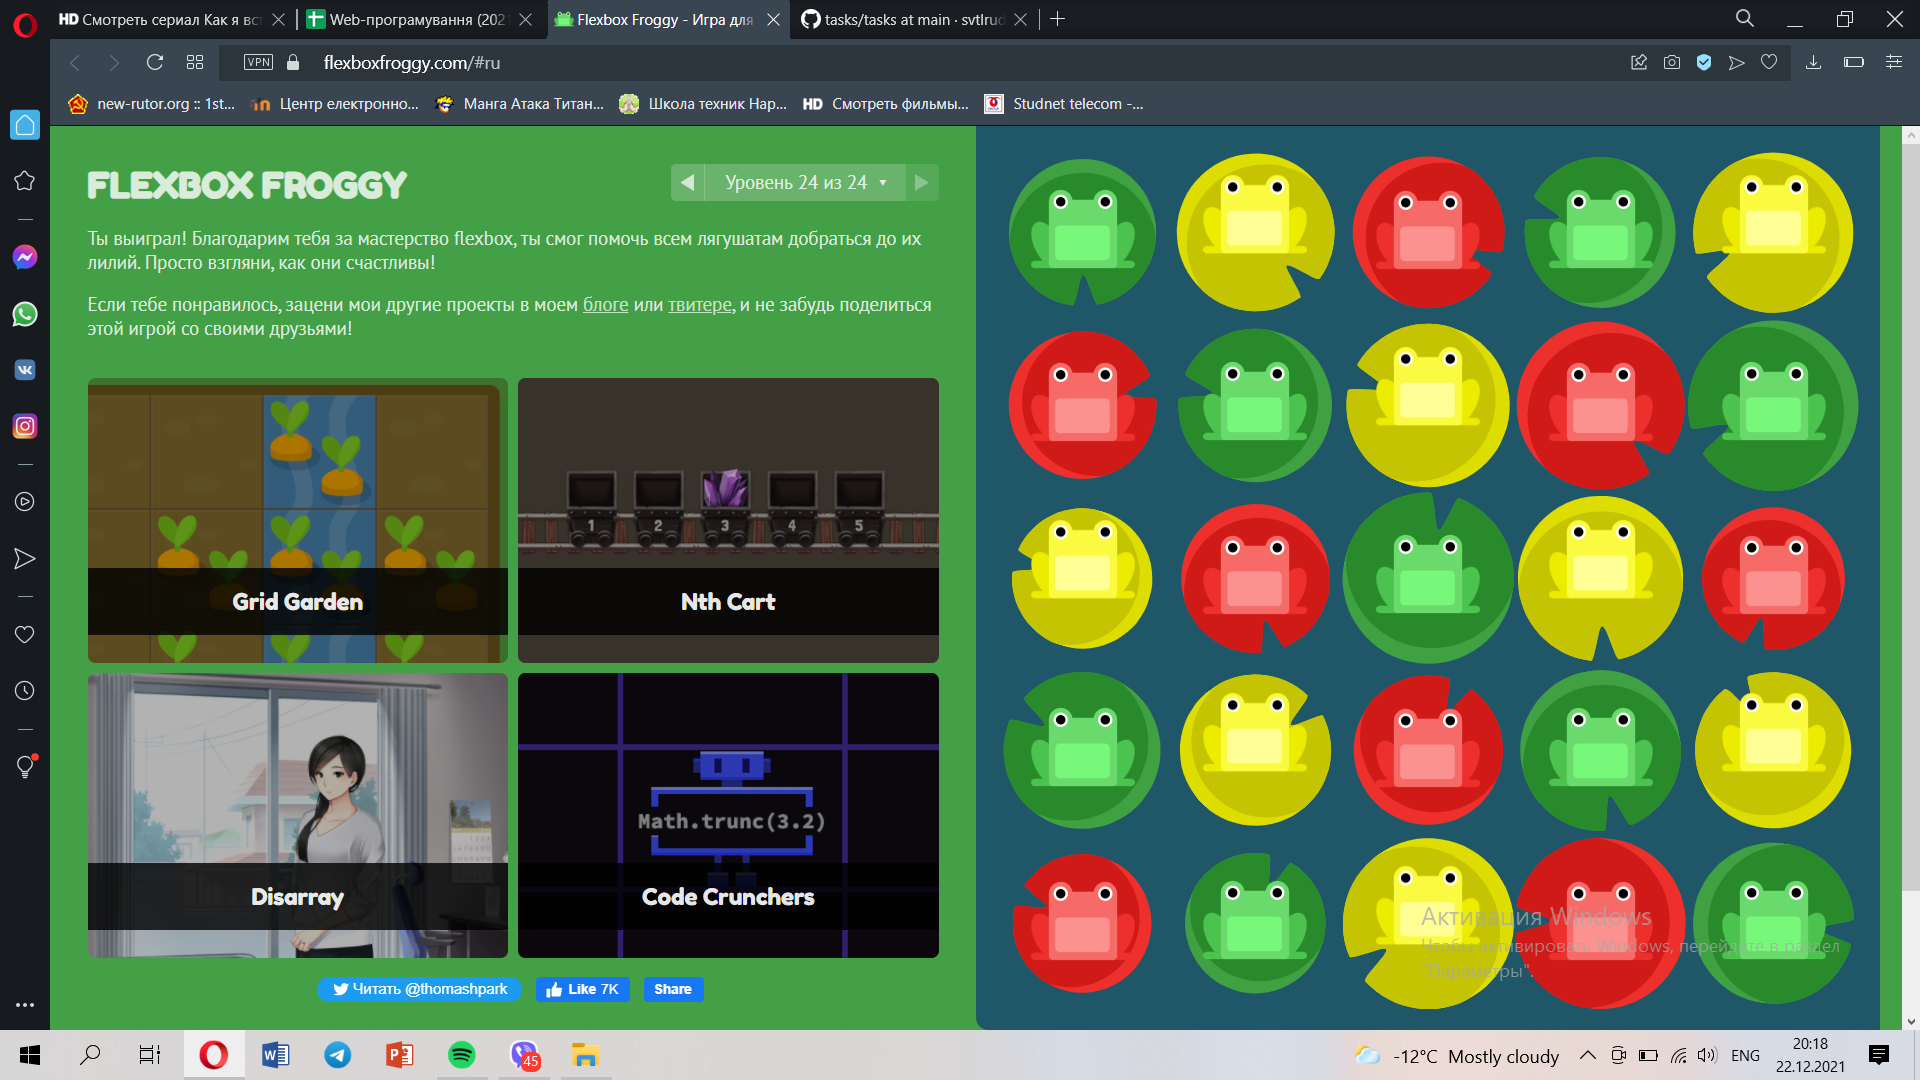 HD Смотреть сериал Как я вст
Web-програмування (2021
Flexbox Froggy - Игра для
tasks/tasks at main · svtlrud
VPN
flexboxfroggy.com/#ru
new-rutor.org :: 1st...
Центр електронно...
Манга Атака Титан...
Школа техник Нар...
HD Смотреть фильмы...
Studnet telecom -...
FLEXBOX FROGGY
Уровень 24 из 24
Ты выиграл! Благодарим тебя за мастерство flexbox, ты смог помочь всем лягушатам добраться до их
лилий. Просто взгляни, как они счастливы!
Если тебе понравилось, зацени мои другие проекты в моем блоге или твитере, и не забудь поделиться
этой игрой со своими друзьями!
1 2 3 4 5
Grid Garden
Nth Cart
Math.trunc(3.2)
Disarray
Code Crunchers
Читать @thomashpark
Like 7K
Share
Активация Windows
Чтобы активировать Windows, перейдите в раздел
"Параметры".
45
-12°C Mostly cloudy
ENG
20:18
22.12.2021